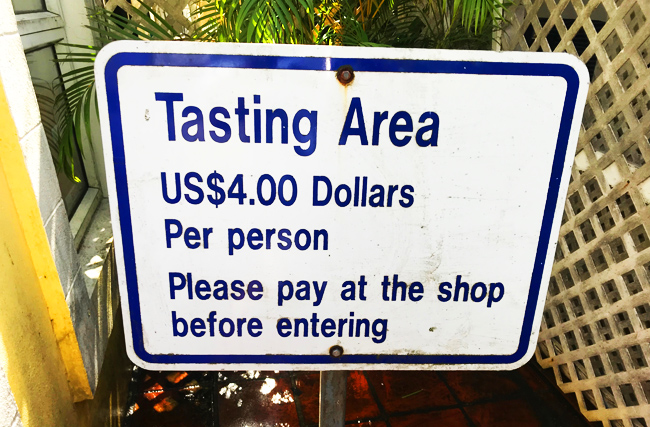 Tasting Area
US$4.00 Dollars
Per person
Please pay at the shop
before entering